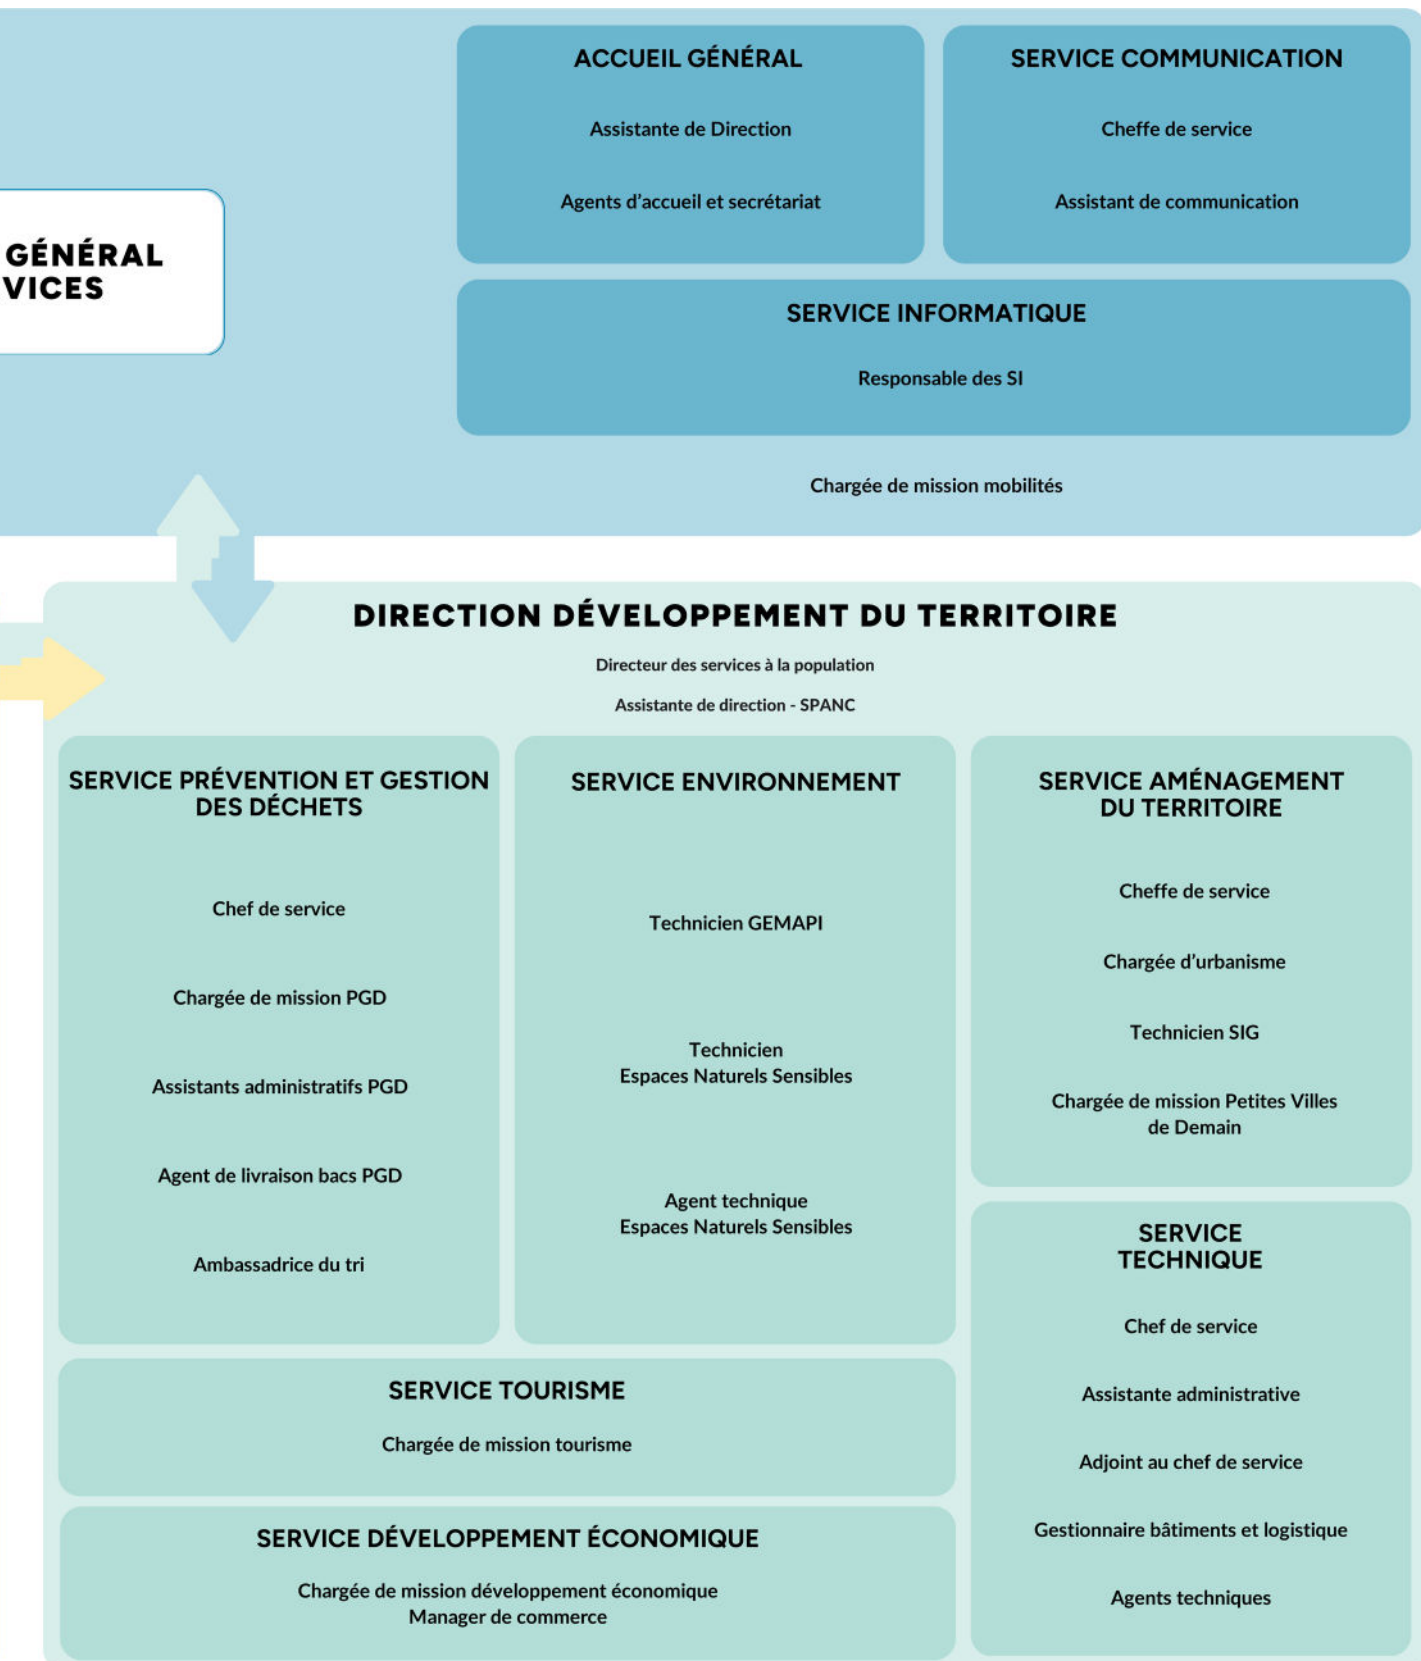 ACCUEIL GÉNÉRAL
Assistante de Direction
Agents d'accueil et secrétariat
SERVICE COMMUNICATION
Cheffe de service
Assistant de communication
GÉNÉRAL
VICES
SERVICE INFORMATIQUE
Responsable des SI
Chargée de mission mobilités
DIRECTION DÉVELOPPEMENT DU TERRITOIRE
Directeur des services à la population
Assistante de direction - SPANC
SERVICE PRÉVENTION ET GESTION
DES DÉCHETS
Chef de service
Chargée de mission PGD
Assistants administratifs PGD
Agent de livraison bacs PGD
Ambassadrice du tri
SERVICE ENVIRONNEMENT
Technicien GEMAPI
Technicien
Espaces Naturels Sensibles
Agent technique
Espaces Naturels Sensibles
SERVICE AMÉNAGEMENT
DU TERRITOIRE
Cheffe de service
Chargée d'urbanisme
Technicien SIG
Chargée de mission Petites Villes
de Demain
SERVICE
TECHNIQUE
Chef de service
Assistante administrative
Adjoint au chef de service
Gestionnaire bâtiments et logistique
Agents techniques
SERVICE TOURISME
Chargée de mission tourisme
SERVICE DÉVELOPPEMENT ÉCONOMIQUE
Chargée de mission développement économique
Manager de commerce